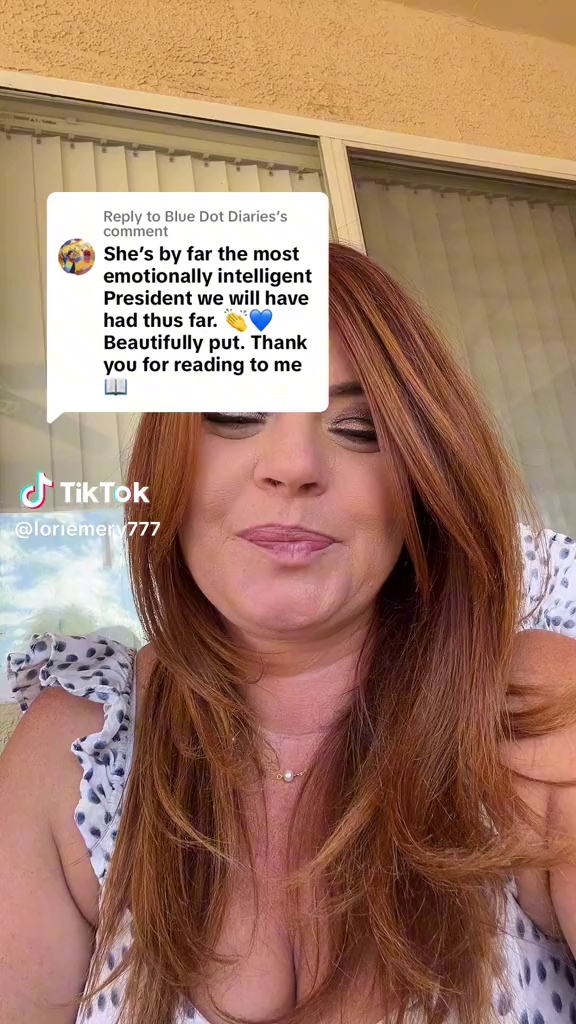 Reply to Blue Dot Diaries's
comment
She's by far the most
emotionally intelligent
President we will have
had thus far. 👏💙
Beautifully put. Thank
you for reading to me
📖
TikTok
@loriemery777